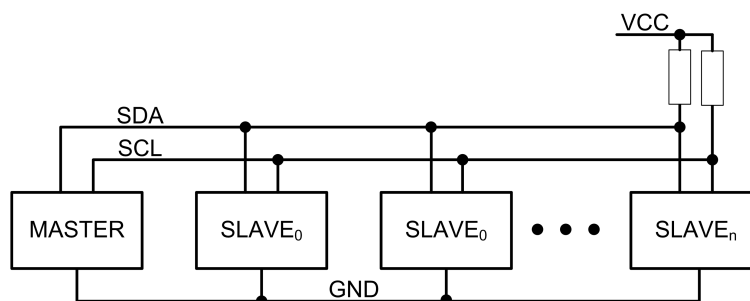 VCC
SDA
SCL
MASTER
SLAVE₀
SLAVE₀
SLAVEₙ
GND